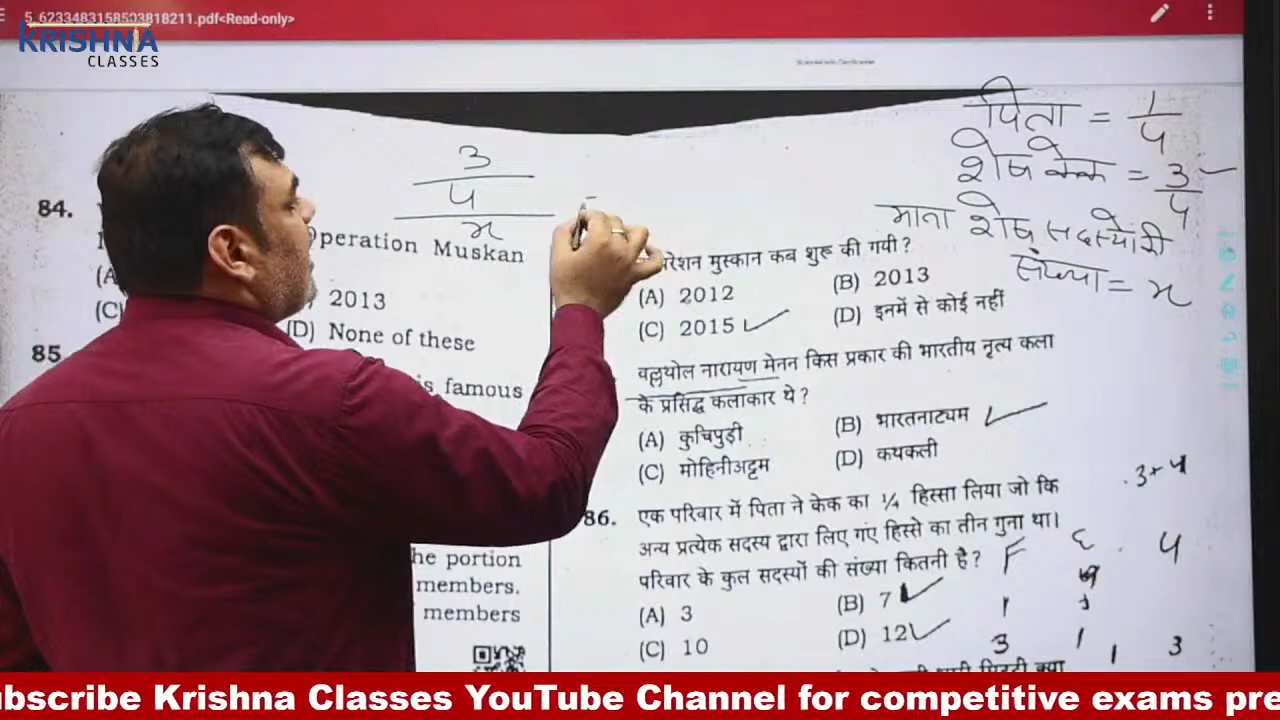 5_6233483158503818211.pdf<Read-only>
KRISHNA
CLASSES
पिता = 1/4
शेष केक = 3/4
माना शेष सदस्यों की
संख्या = x
3
4
x
84.
Operation Muskan
2013
(D) None of these
85
is famous
he portion
members.
members
रेशन मुस्कान कब शुरू की गयी?
(A) 2012
(B) 2013
(C) 2015
(D) इनमें से कोई नहीं
वल्लथोल नारायण मेनन किस प्रकार की भारतीय नृत्य कला
के प्रसिद्ध कलाकार थे?
(A) कुचिपुड़ी
(B) भारतनाट्यम
(C) मोहिनीअट्टम
(D) कथकली
86. एक परिवार में पिता ने केक का 1/4 हिस्सा लिया जो कि
अन्य प्रत्येक सदस्य द्वारा लिए गए हिस्से का तीन गुना था।
परिवार के कुल सदस्यों की संख्या कितनी है?
(A) 3
(B) 7
(C) 10
(D) 12
F
4
1
3 1 1 3
ubscribe Krishna Classes YouTube Channel for competitive exams pre